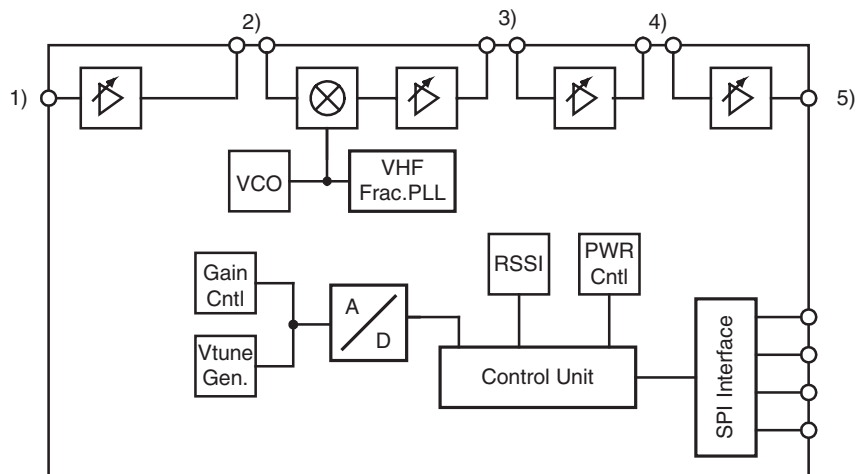 2)
3)
4)
1)
5)
VCO
VHF
Frac.PLL
Gain
Cntl
RSSI
PWR
Cntl
A
D
Vtune
Gen.
Control Unit
SPI Interface